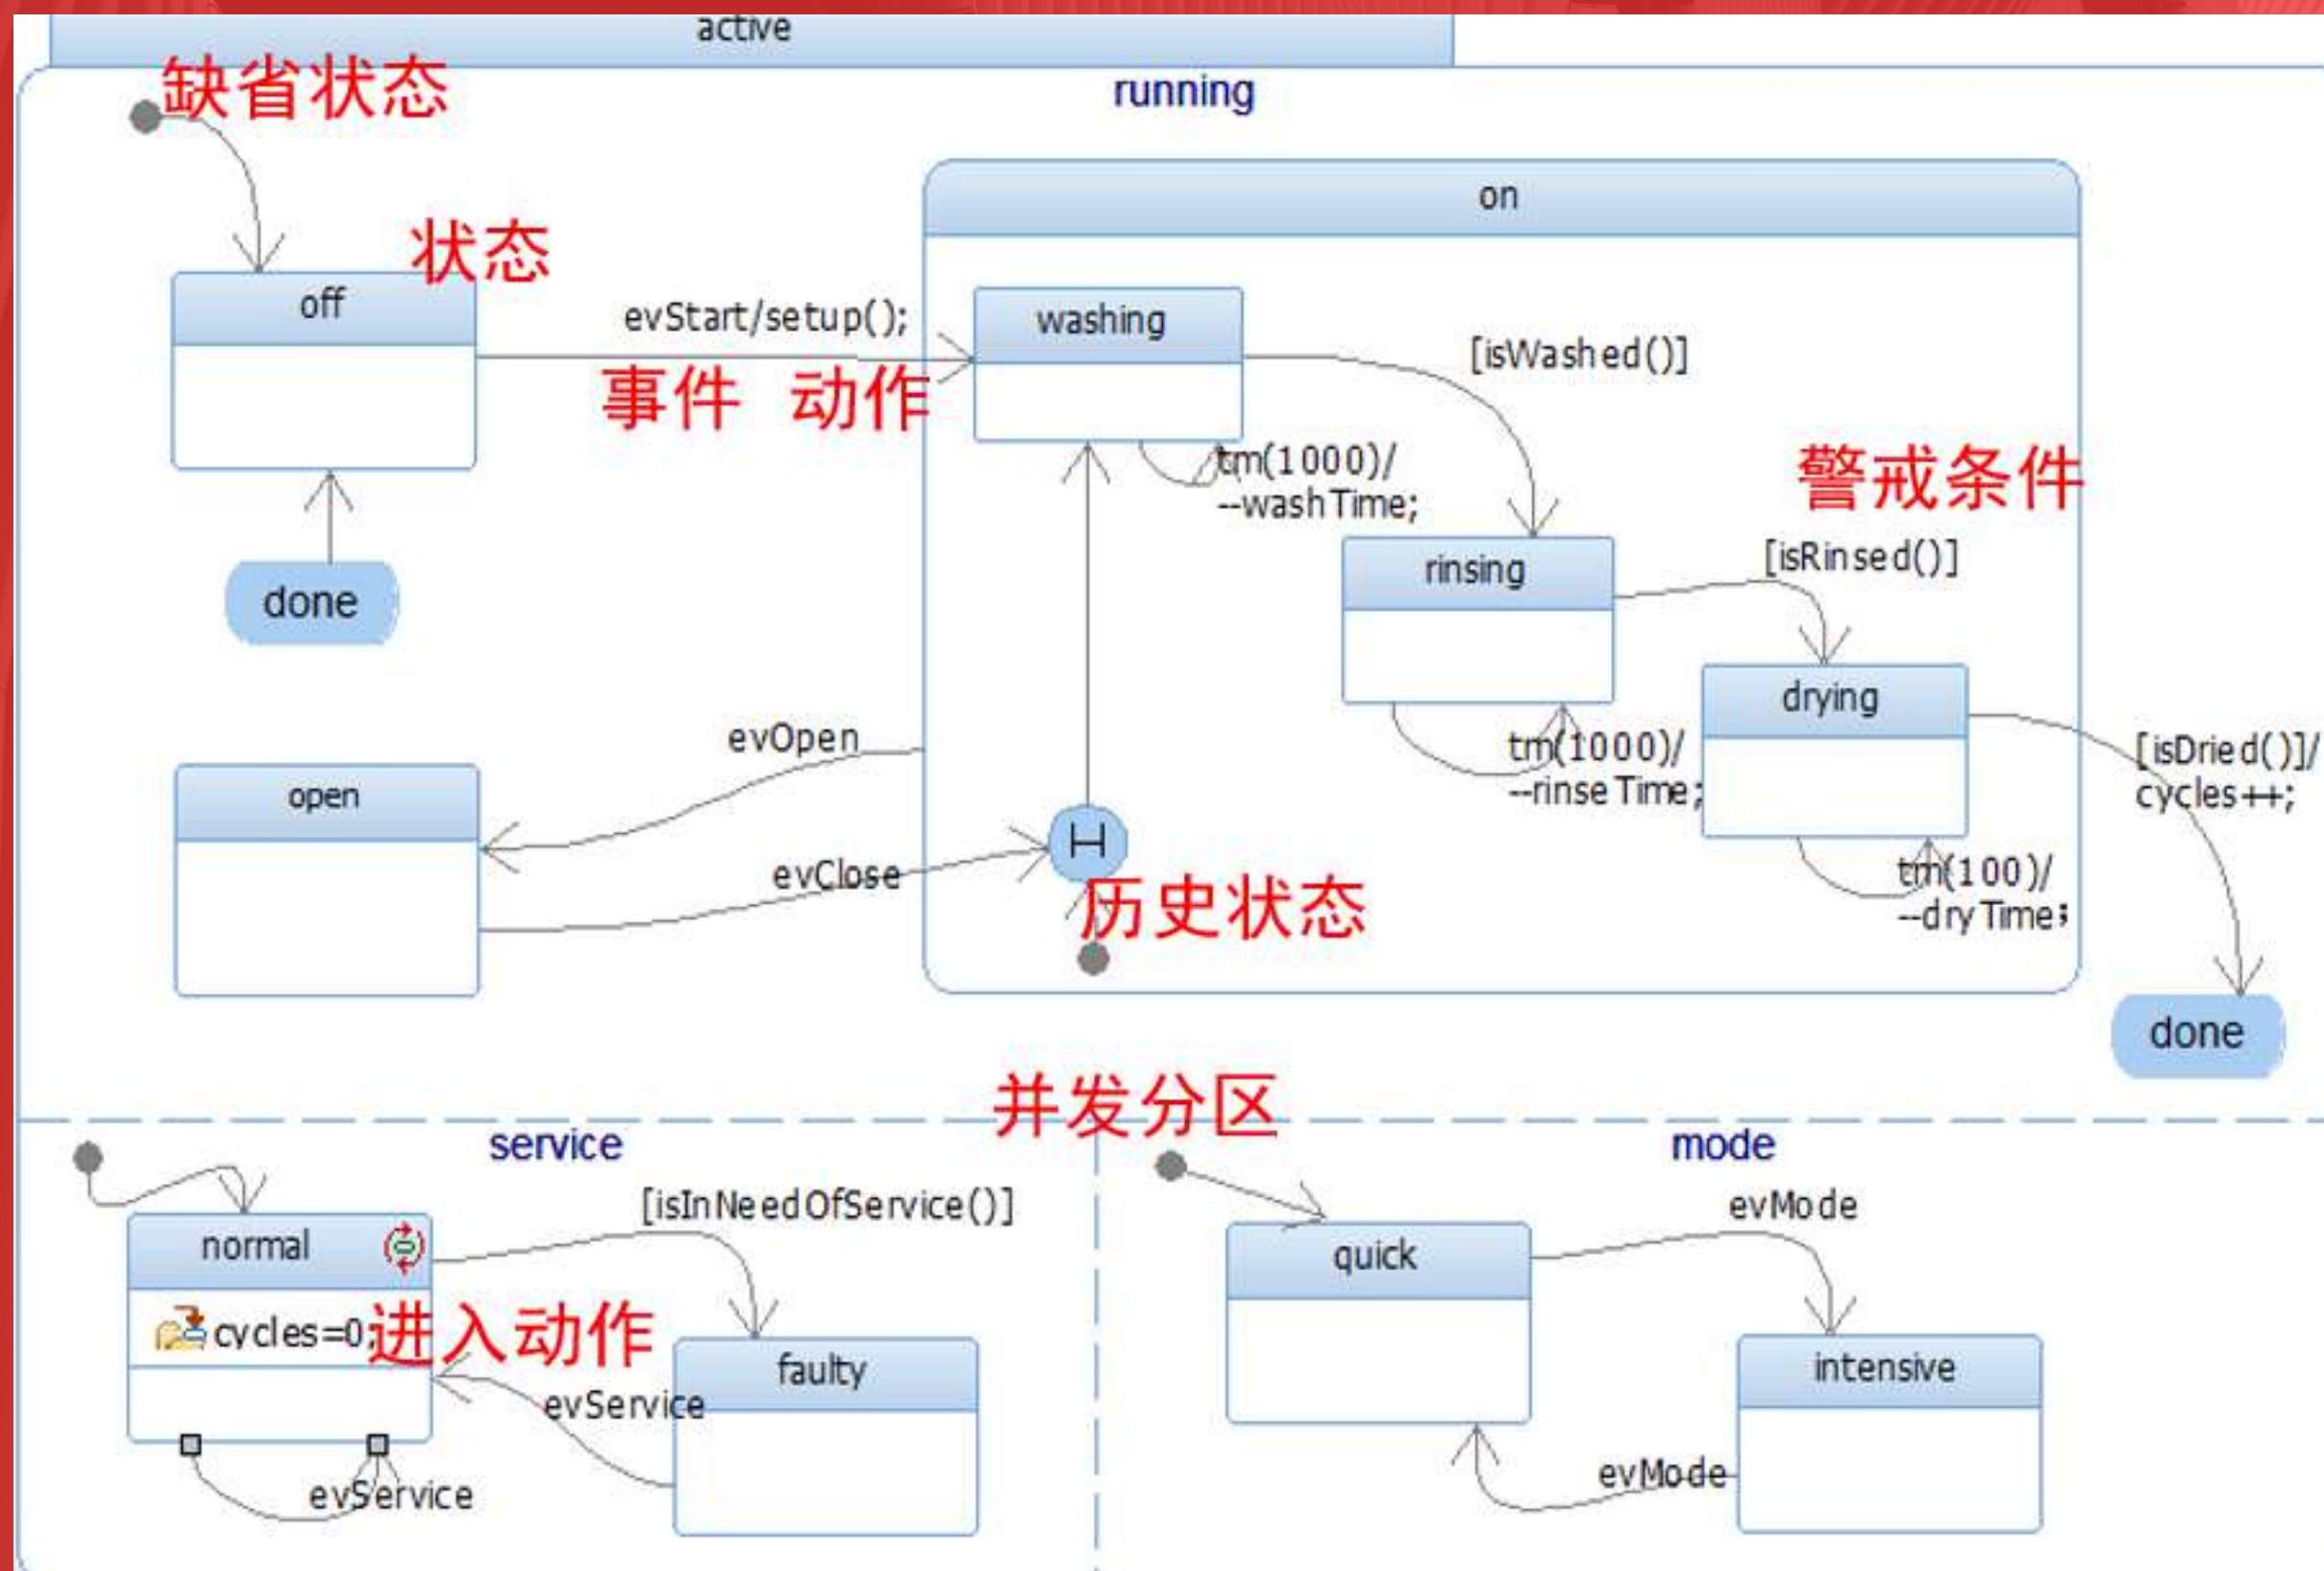 active
缺省状态
running
on
状态
off
evStart/setup();
事件 动作
washing
[isWashed()]
tm(1000)/
--washTime;
警戒条件
rinsing
[isRinsed()]
done
drying
evOpen
tm(1000)/
--rinseTime;
[isDried()]/
cycles++;
open
H
evClose
历史状态
tm(100)/
--dryTime;
done
并发分区
service
mode
[isInNeedOfService()]
evMode
normal
quick
cycles=0;
进入动作
faulty
intensive
evService
evMode
evService